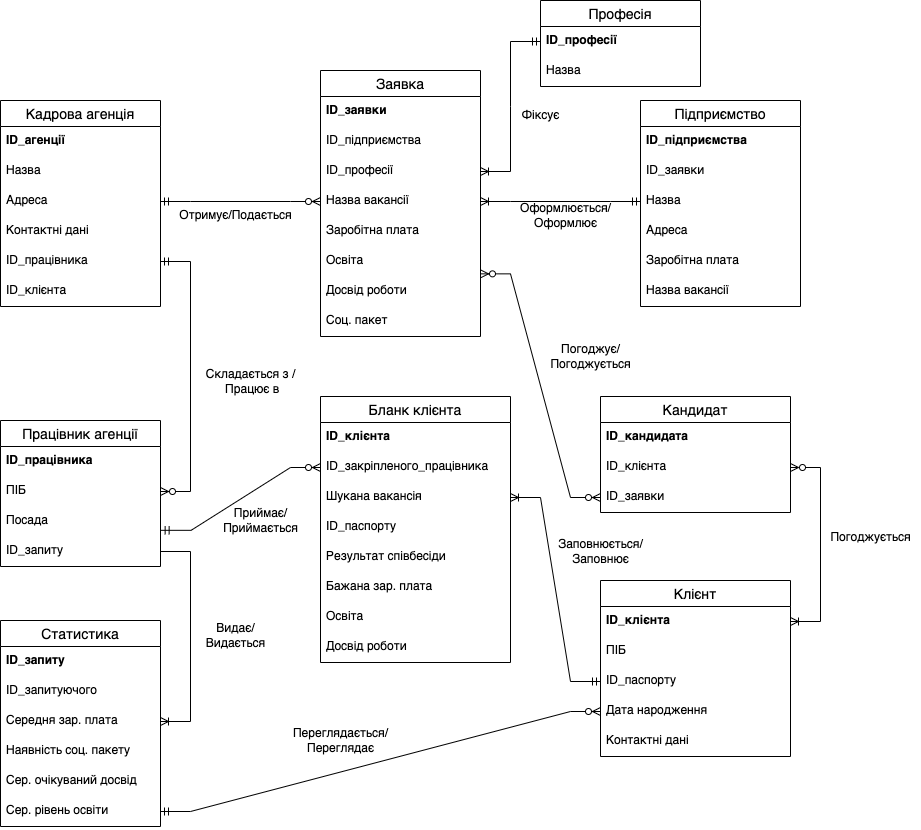 Професія
ID_професії
Назва
Заявка
ID_заявки
ID_підприємства
ID_професії
Назва вакансії
Заробітна плата
Освіта
Досвід роботи
Соц. пакет
Кадрова агенція
ID_агенції
Назва
Адреса
Контактні дані
ID_працівника
ID_клієнта
Підприємство
ID_підприємства
ID_заявки
Назва
Адреса
Заробітна плата
Назва вакансії
Фіксує
Отримує/Подається
Оформлюється/
Оформлює
Погоджує/
Погоджується
Складається з /
Працює в
Бланк клієнта
ID_клієнта
ID_закріпленого_працівника
Шукана вакансія
ID_паспорту
Результат співбесіди
Бажана зар. плата
Освіта
Досвід роботи
Кандидат
ID_кандидата
ID_клієнта
ID_заявки
Працівник агенції
ID_працівника
ПІБ
Посада
ID_запиту
Приймає/
Приймається
Заповнюється/
Заповнює
Погоджується
Клієнт
ID_клієнта
ПІБ
ID_паспорту
Дата народження
Контактні дані
Видає/
Видається
Статистика
ID_запиту
ID_запитуючого
Середня зар. плата
Наявність соц. пакету
Сер. очікуваний досвід
Сер. рівень освіти
Переглядається/
Переглядає